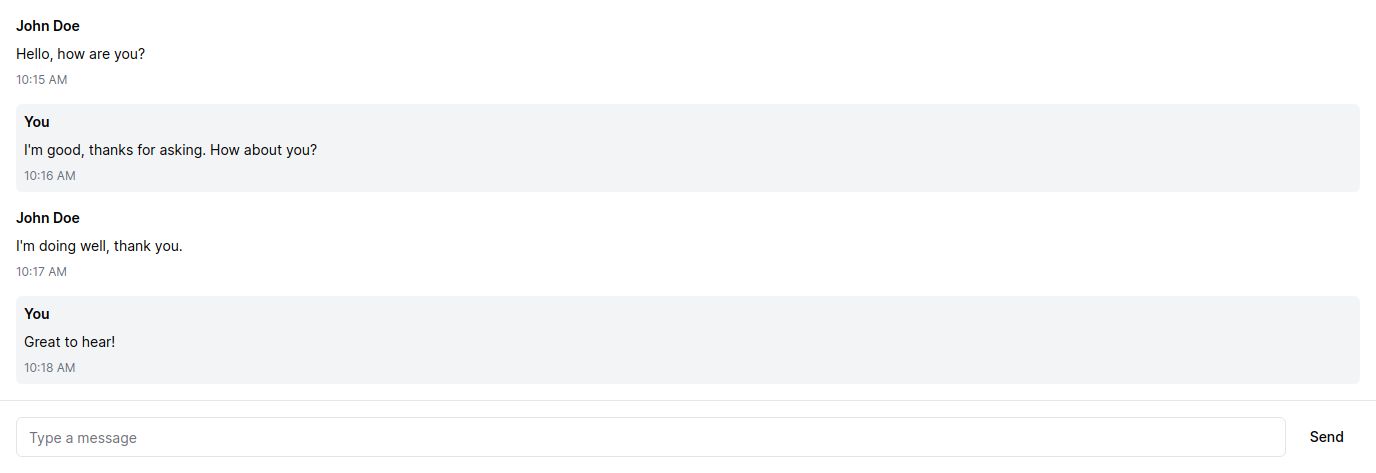 John Doe
Hello, how are you?
10:15 AM
You
I'm good, thanks for asking. How about you?
10:16 AM
John Doe
I'm doing well, thank you.
10:17 AM
You
Great to hear!
10:18 AM
Type a message
Send